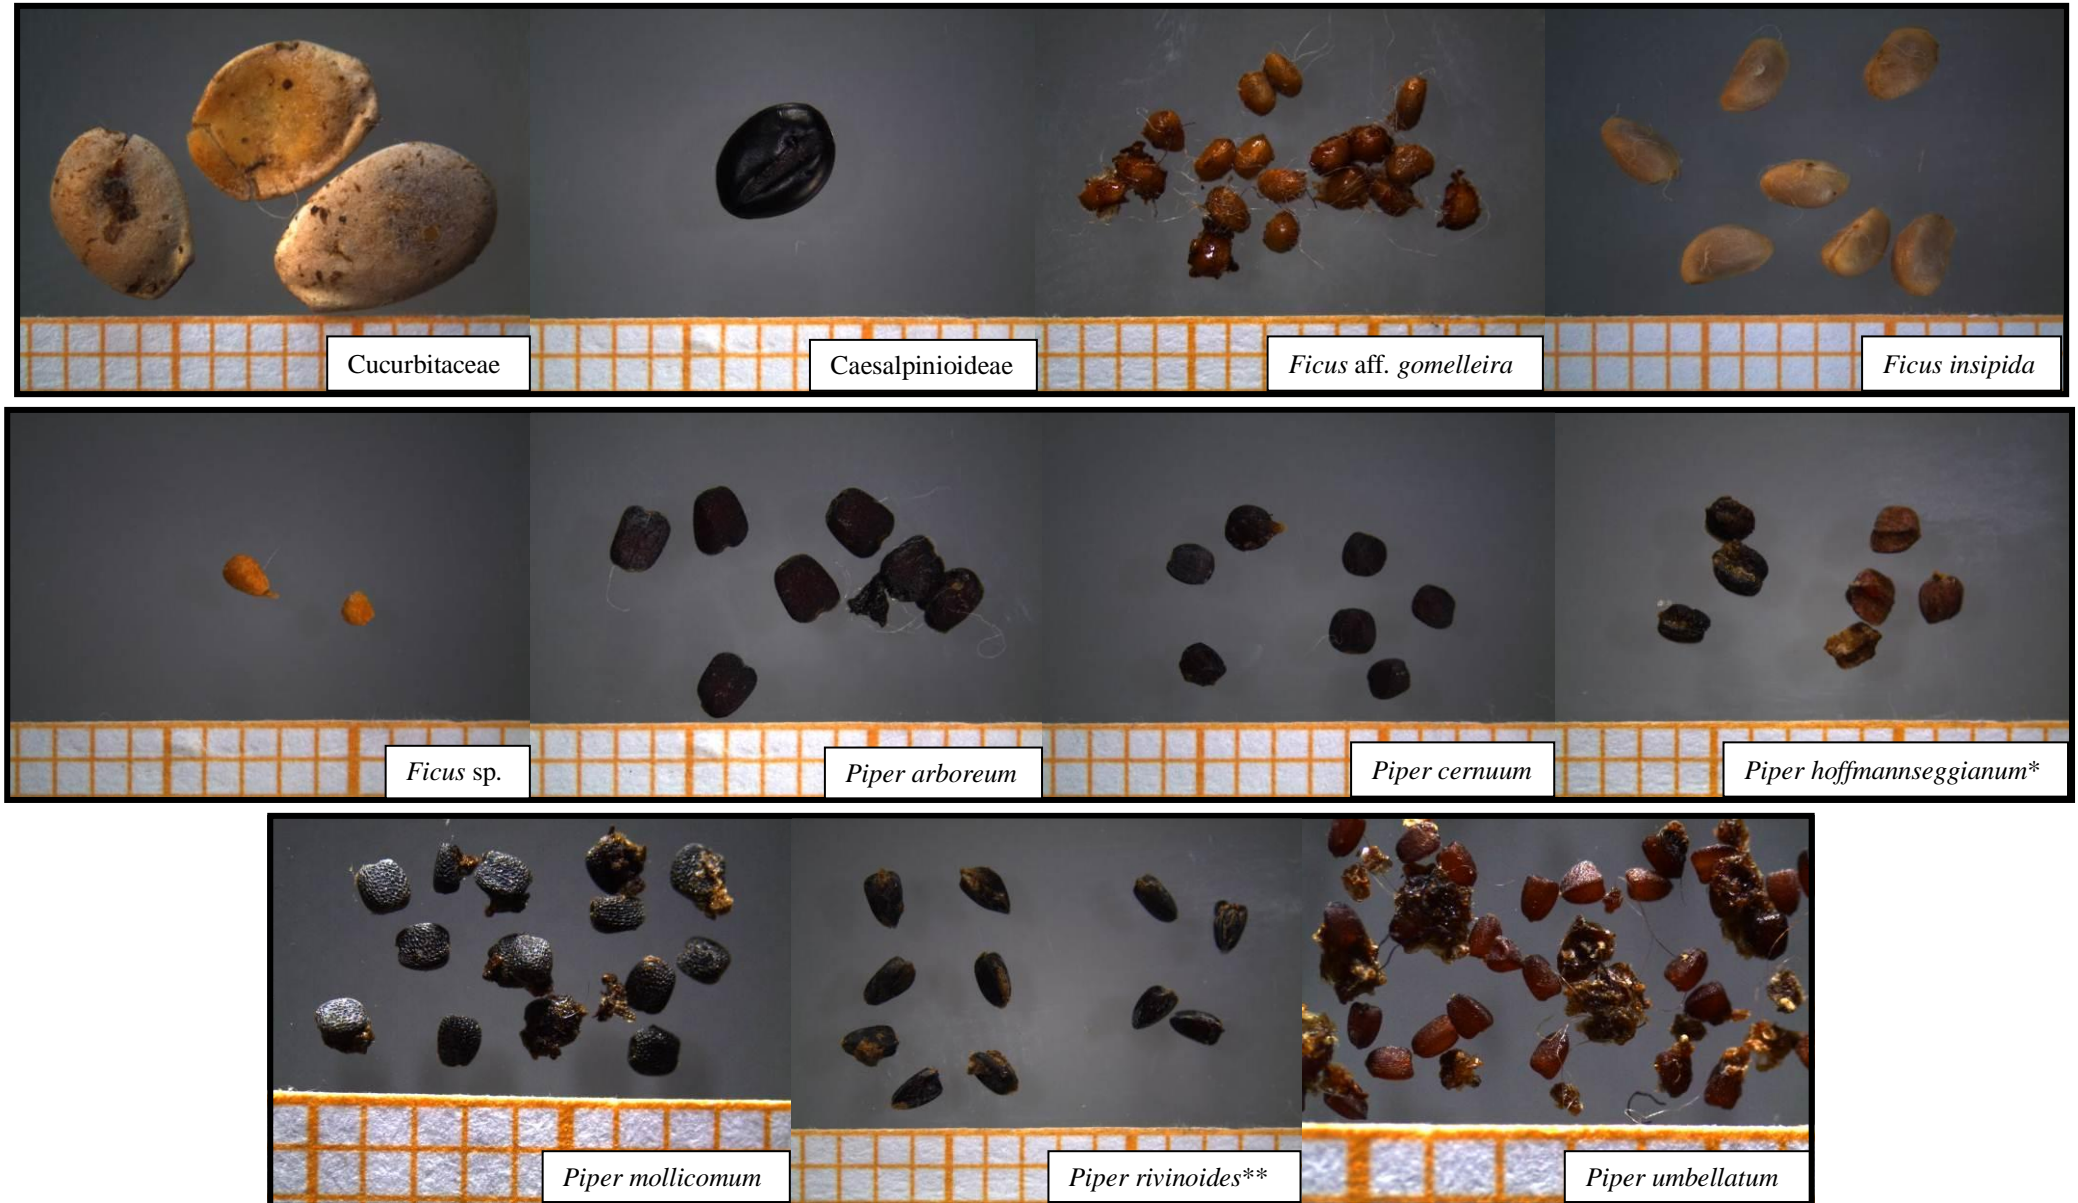 Cucurbitaceae
Caesalpinioideae
Ficus aff. gomelleira
Ficus insipida
Ficus sp.
Piper arboreum
Piper cernuum
Piper hoffmannseggianum*
Piper mollicomum
Piper rivinoides**
Piper umbellatum